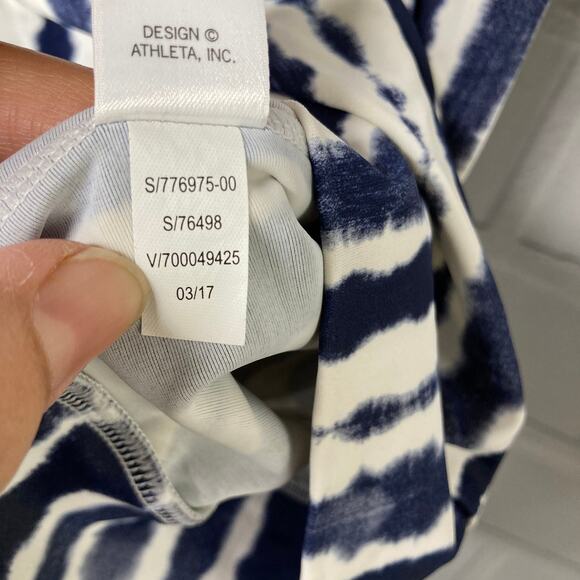 DESIGN ©
ATHLETA, INC.
S/776975-00
S/76498
V/700049425
03/17